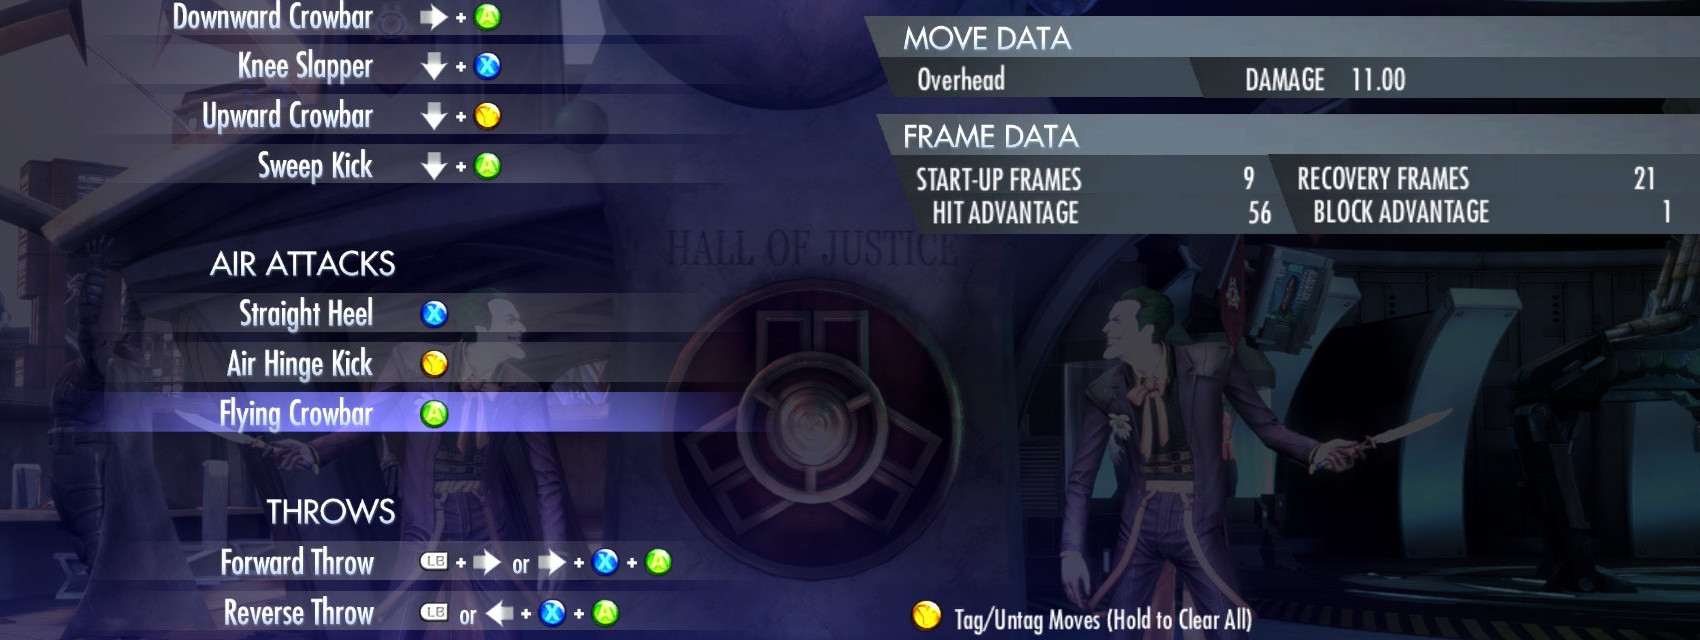 Downward Crowbar + A
Knee Slapper + X
Upward Crowbar + Y
Sweep Kick + A
AIR ATTACKS
Straight Heel X
Air Hinge Kick Y
Flying Crowbar A
THROWS
Forward Throw LB + or + X + A
Reverse Throw LB or + X + A
MOVE DATA
Overhead DAMAGE 11.00
FRAME DATA
START-UP FRAMES 9 RECOVERY FRAMES 21
HIT ADVANTAGE 56 BLOCK ADVANTAGE 1
HALL OF JUSTICE
Y Tag/Untag Moves (Hold to Clear All)